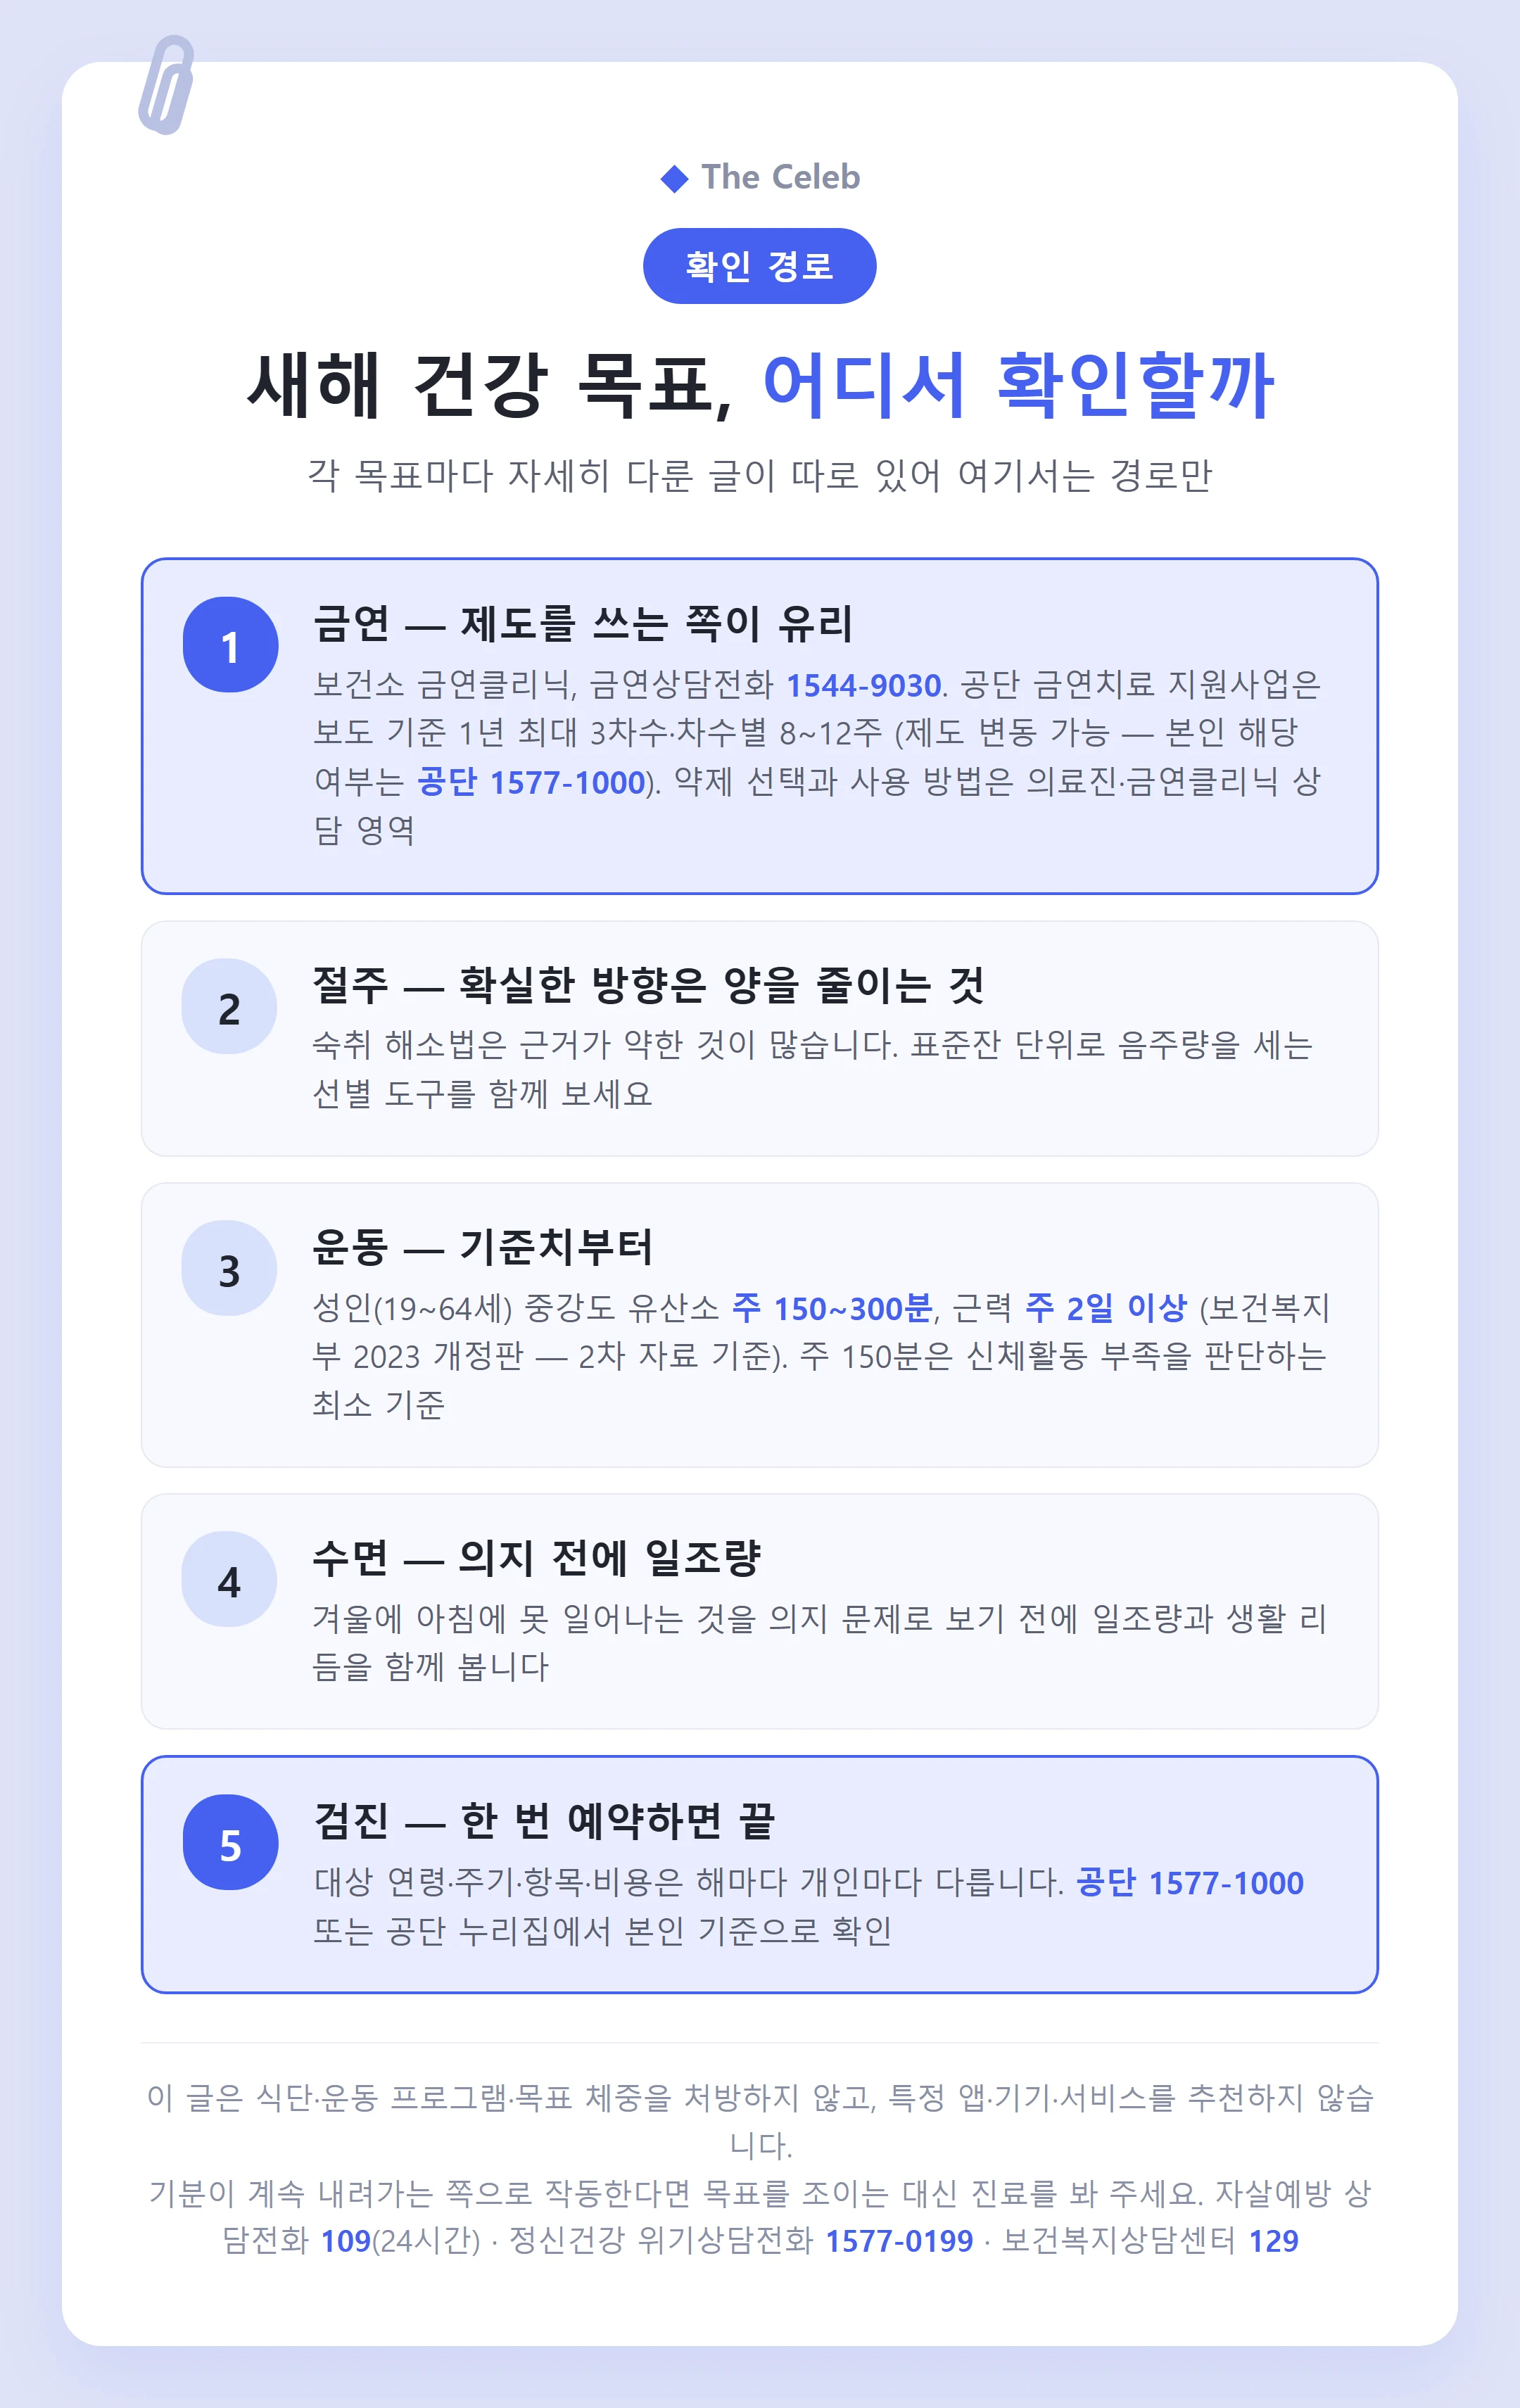 The Celeb
확인 경로
새해 건강 목표, 어디서 확인할까
각 목표마다 자세히 다룬 글이 따로 있어 여기서는 경로만
1
금연 — 제도를 쓰는 쪽이 유리
보건소 금연클리닉, 금연상담전화 1544-9030. 공단 금연치료 지원사업은
보도 기준 1년 최대 3차수·차수별 8~12주 (제도 변동 가능 — 본인 해당
여부는 공단 1577-1000). 약제 선택과 사용 방법은 의료진·금연클리닉 상
담 영역
2
절주 — 확실한 방향은 양을 줄이는 것
숙취 해소법은 근거가 약한 것이 많습니다. 표준잔 단위로 음주량을 세는
선별 도구를 함께 보세요
3
운동 — 기준치부터
성인(19~64세) 중강도 유산소 주 150~300분, 근력 주 2일 이상 (보건복지
부 2023 개정판 — 2차 자료 기준). 주 150분은 신체활동 부족을 판단하는
최소 기준
4
수면 — 의지 전에 일조량
겨울에 아침에 못 일어나는 것을 의지 문제로 보기 전에 일조량과 생활 리
듬을 함께 봅니다
5
검진 — 한 번 예약하면 끝
대상 연령·주기·항목·비용은 해마다 개인마다 다릅니다. 공단 1577-1000
또는 공단 누리집에서 본인 기준으로 확인
이 글은 식단·운동 프로그램·목표 체중을 처방하지 않고, 특정 앱·기기·서비스를 추천하지 않습
니다.
기분이 계속 내려가는 쪽으로 작동한다면 목표를 조이는 대신 진료를 봐 주세요. 자살예방 상
담전화 109(24시간) · 정신건강 위기상담전화 1577-0199 · 보건복지상담센터 129